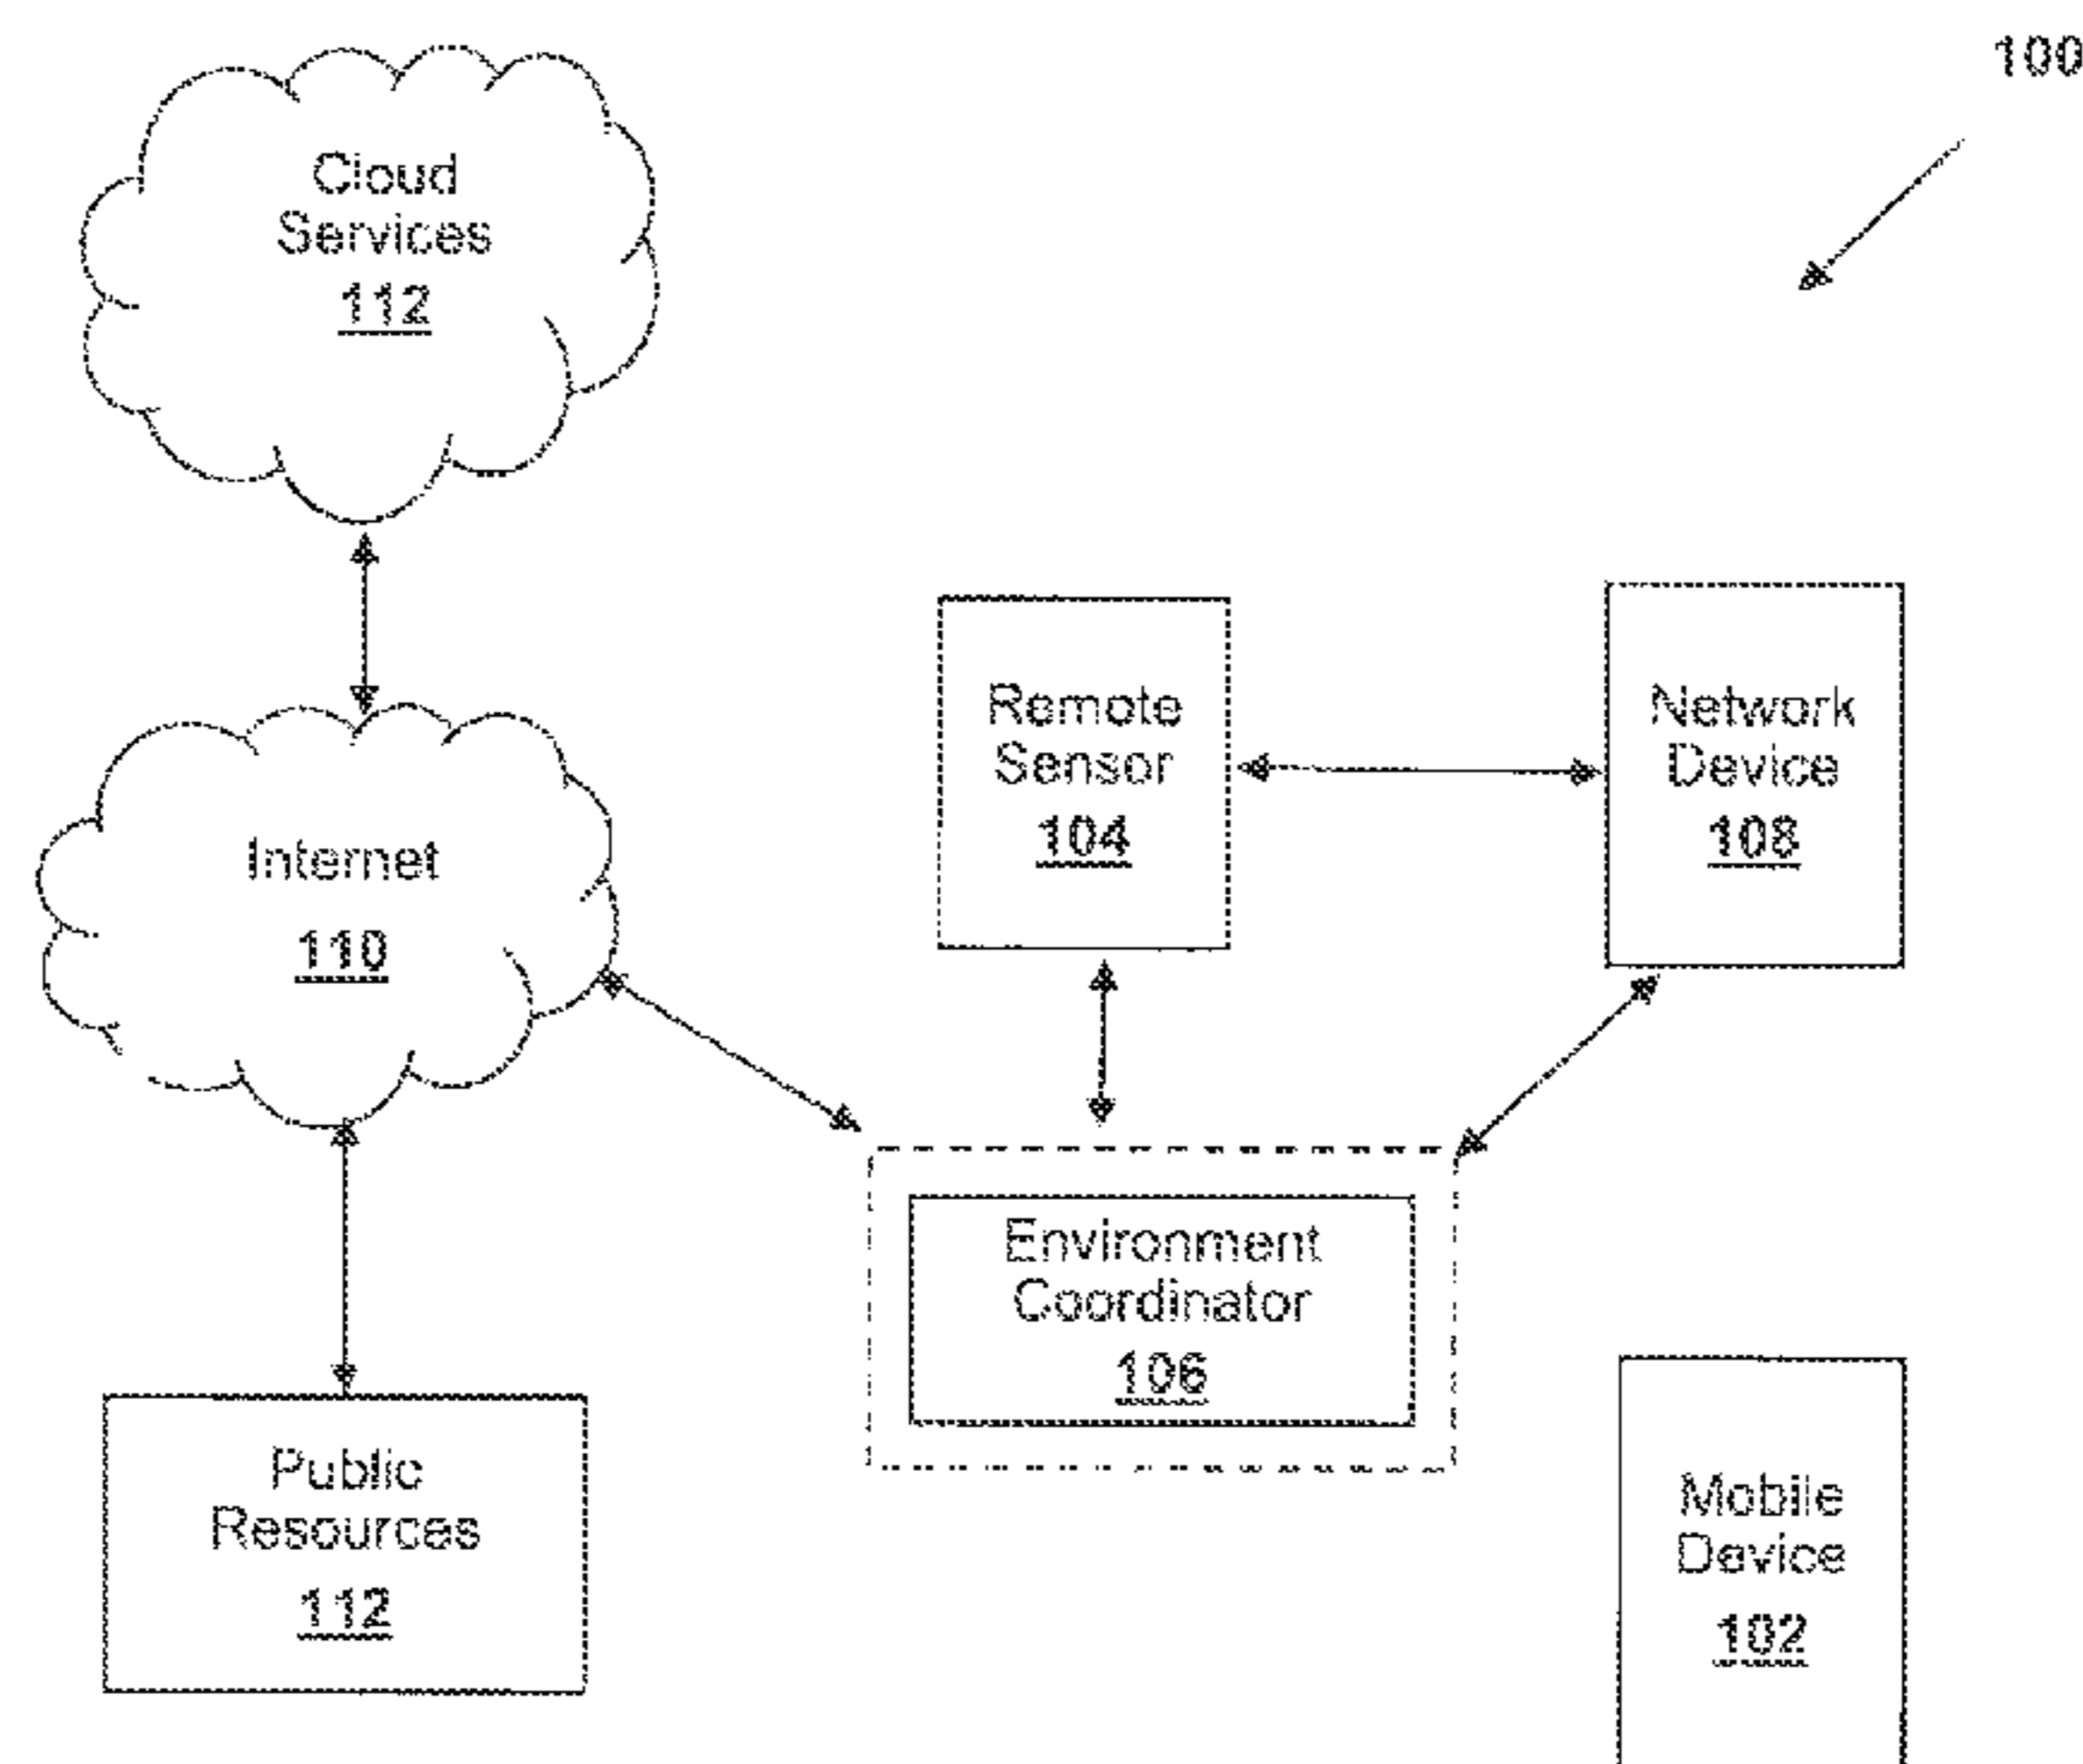 100
Cloud
Services
112
Remote
Sensor
104
Network
Device
108
Internet
110
Environment
Coordinator
106
Public
Resources
112
Mobile
Device
102